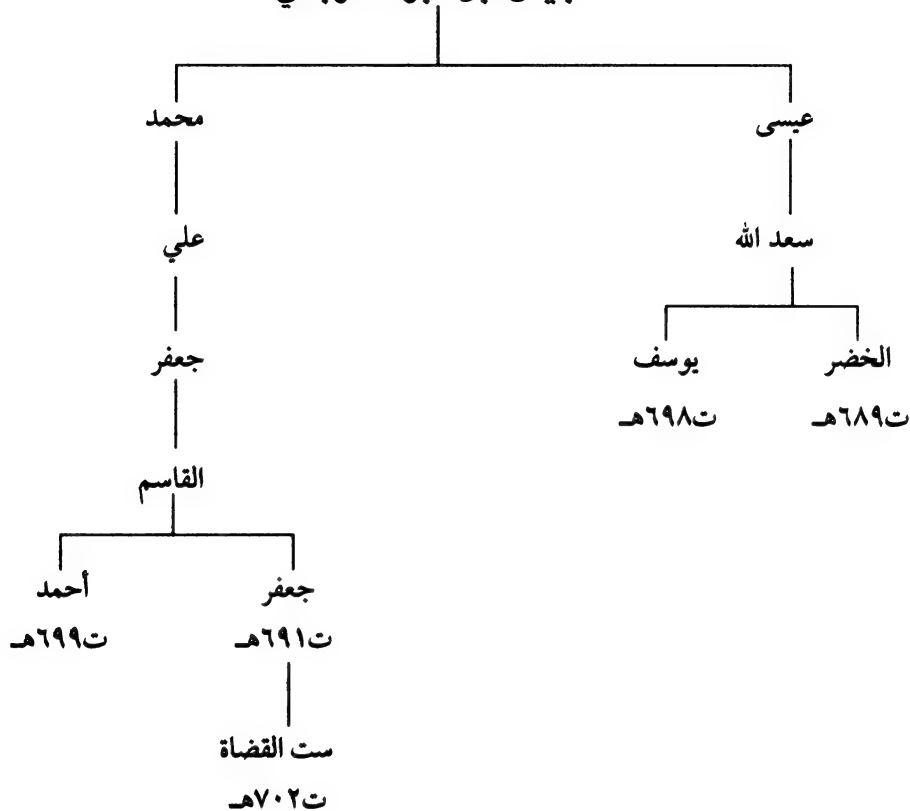 عيسى
محمد
سعد الله
علي
الخضر
ت٦٨٩هـ
يوسف
ت٦٩٨هـ
جعفر
القاسم
جعفر
ت٦٩١هـ
أحمد
ت٦٩٩هـ
ست القضاة
ت٧٠٢هـ